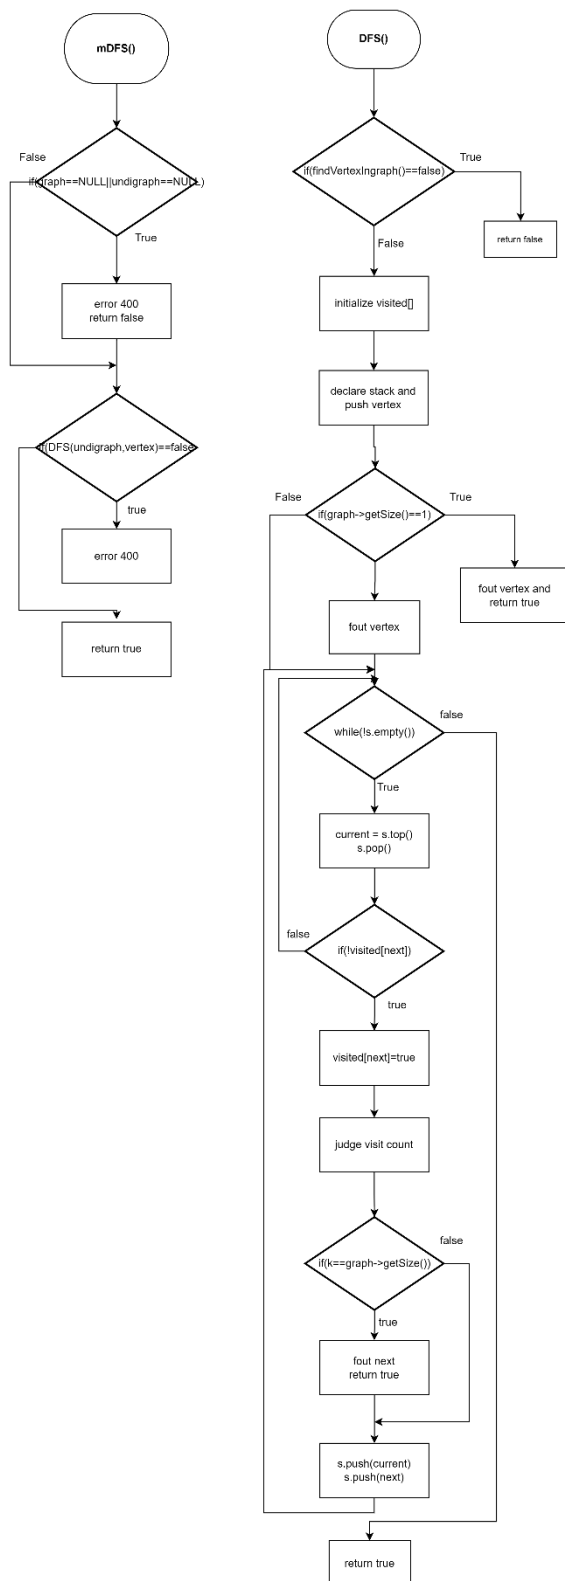 mDFS()
False
if(graph==NULL||undigraph==NULL)
True
error 400
return false
if(DFS(undigraph,vertex)==false
true
error 400
return true
DFS()
True
if(findVertexIngraph()==false)
return false
False
initialize visited[]
declare stack and
push vertex
False
True
if(graph->getSize()==1)
fout vertex and
return true
fout vertex
false
while(!s.empty())
True
current = s.top()
s.pop()
false
if(!visited[next])
true
visited[next]=true
judge visit count
false
if(k==graph->getSize())
true
fout next
return true
s.push(current)
s.push(next)
return true